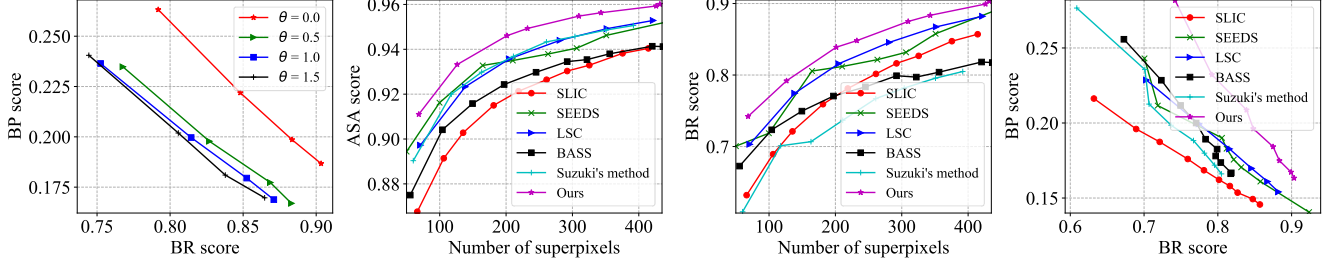 BP score
0.250
0.225
0.200
0.175
0.75
0.80
0.85
0.90
BR score
θ = 0.0
θ = 0.5
θ = 1.0
θ = 1.5
ASA score
0.96
0.94
0.92
0.90
0.88
100
200
300
400
Number of superpixels
SLIC
SEEDS
LSC
BASS
Suzuki's method
Ours
BR score
0.9
0.8
0.7
100
200
300
400
Number of superpixels
SLIC
SEEDS
LSC
BASS
Suzuki's method
Ours
BP score
0.25
0.20
0.15
0.6
0.7
0.8
0.9
BR score
SLIC
SEEDS
LSC
BASS
Suzuki's method
Ours